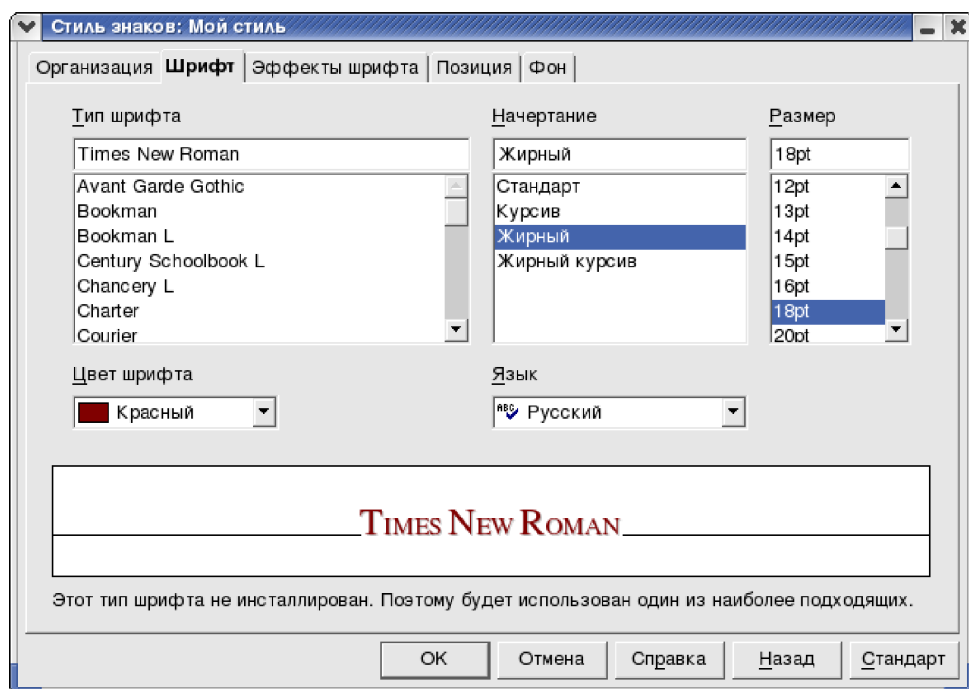 Стиль знаков: Мой стиль
Организация Шрифт Эффекты шрифта Позиция Фон
Тип шрифта Начертание Размер
Times New Roman Жирный 18pt
Avant Garde Gothic Стандарт 12pt
Bookman Курсив 13pt
Bookman L Жирный 14pt
Century Schoolbook L Жирный курсив 15pt
Chancery L 16pt
Charter 18pt
Courier 20pt
Цвет шрифта Язык
Красный ABC Русский
TIMES NEW ROMAN
Этот тип шрифта не инсталлирован. Поэтому будет использован один из наиболее подходящих.
OK Отмена Справка Назад Стандарт